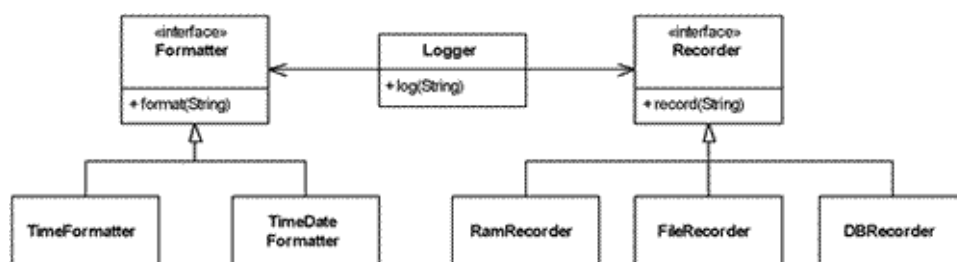 «interface»
Formatter
+ format(String)
Logger
+ log(String)
«interface»
Recorder
+ record(String)
TimeFormatter
TimeDate
Formatter
RamRecorder
FileRecorder
DBRecorder